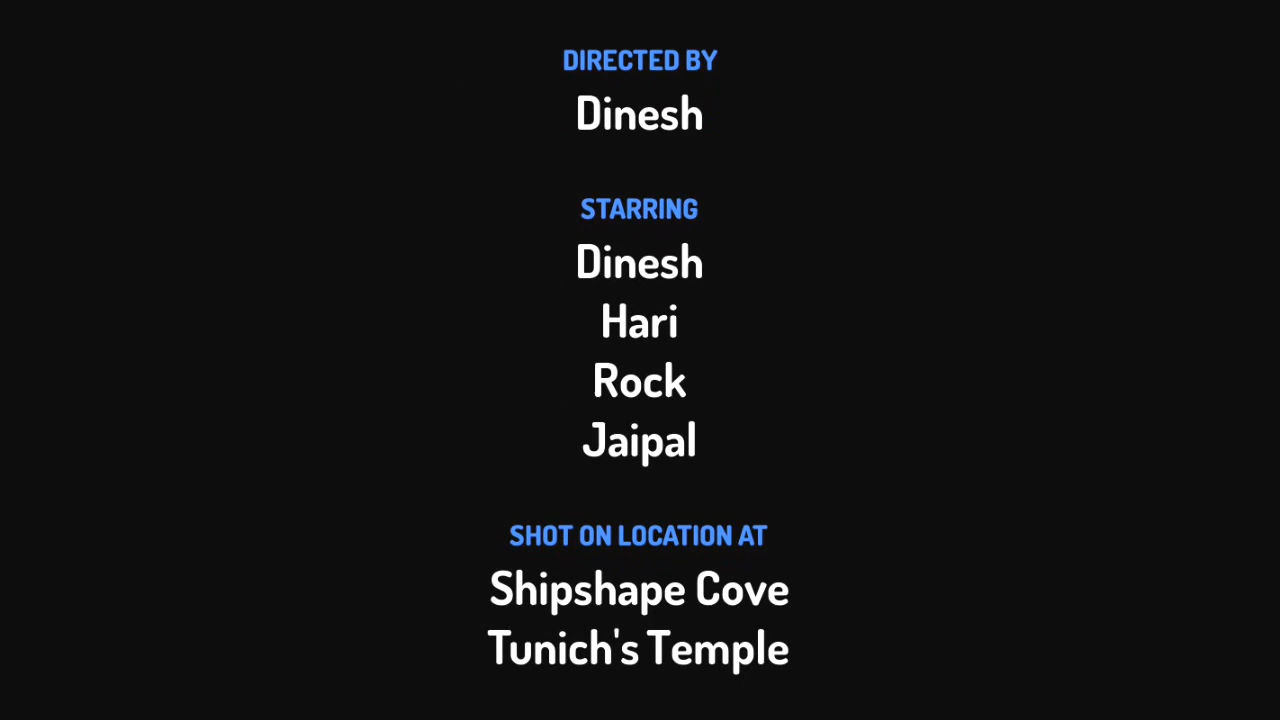 DIRECTED BY
Dinesh
STARRING
Dinesh
Hari
Rock
Jaipal
SHOT ON LOCATION AT
Shipshape Cove
Tunich's Temple